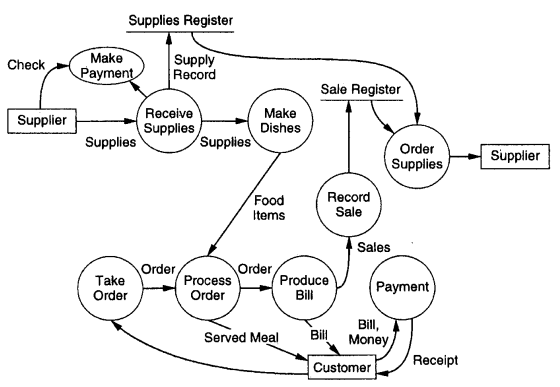 Supplies Register
Check
Make
Payment
Supply
Record
Sale Register
Supplier
Receive
Supplies
Make
Dishes
Supplies
Supplies
Order
Supplies
Supplier
Food
Items
Record
Sale
Sales
Take
Order
Order
Process
Order
Order
Produce
Bill
Payment
Served Meal
Bill
Bill,
Money
Customer
Receipt